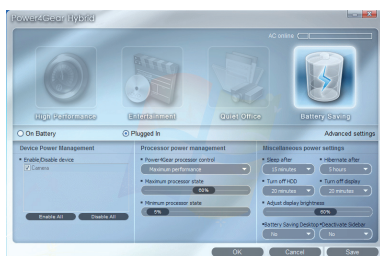 Power4Gear Hybrid
AC online
High Performance
Entertainment
Quiet Office
Battery Saving
On Battery
Plugged In
Advanced settings
Device Power Management
Enable/Disable device
Camera
Enable All
Disable All
Processor power management
Power4Gear processor control
Maximum performance
Maximum processor state
Minimum processor state
5%
Miscellaneous power settings
Sleep after
Hibernate after
15 minutes
5 hours
Turn off HDD
Turn off display
20 minutes
20 minutes
Adjust display brightness
Battery Saving Desktop
Deactivate Sidebar
No
No
OK
Cancel
Save